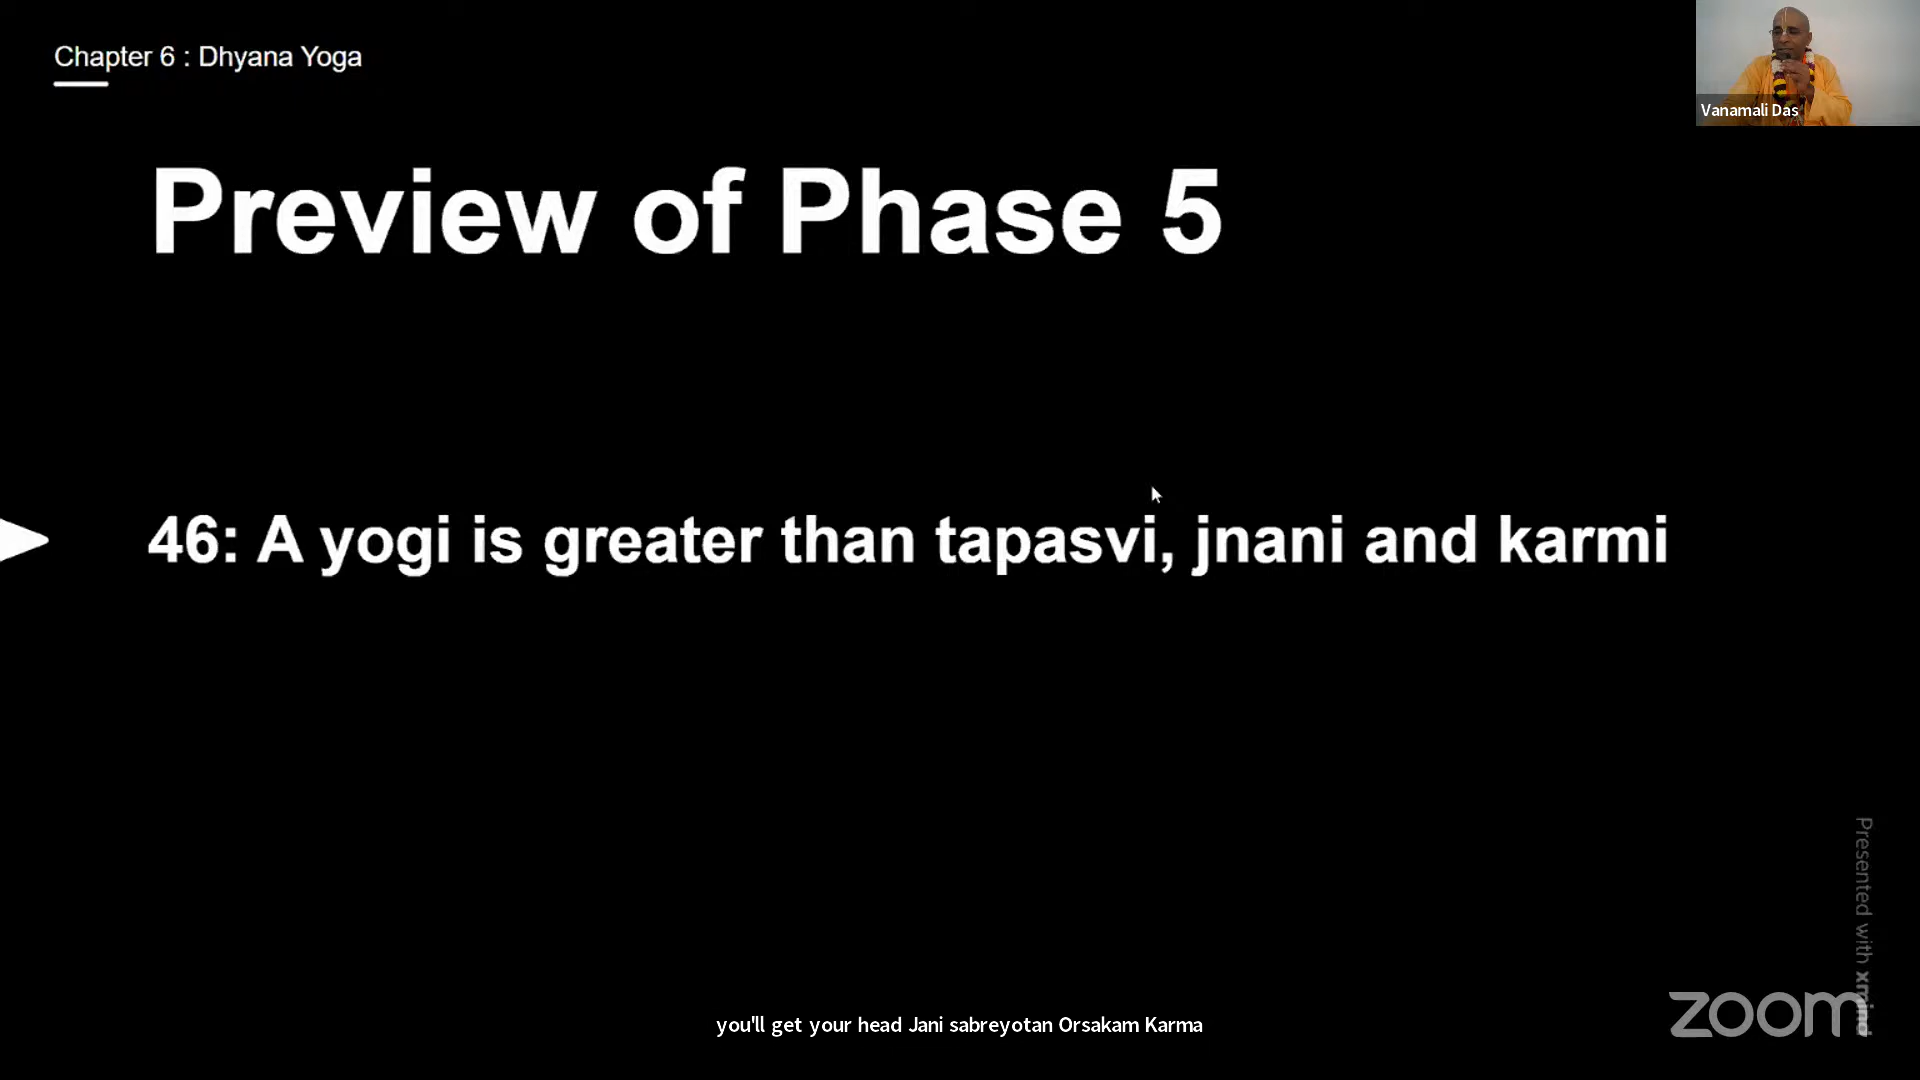 Chapter 6 : Dhyana Yoga
Vanamali Das
Preview of Phase 5
46: A yogi is greater than tapasvi, jnani and karmi
Presented with xmind
zoom
you'll get your head Jani sabreyotan Orsakam Karma